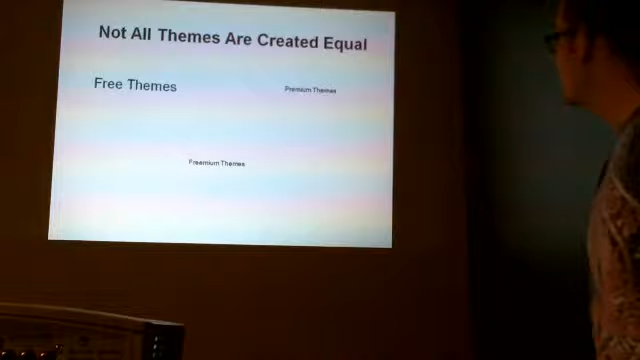 Not All Themes Are Created Equal
Free Themes
Premium Themes
Freemium Themes